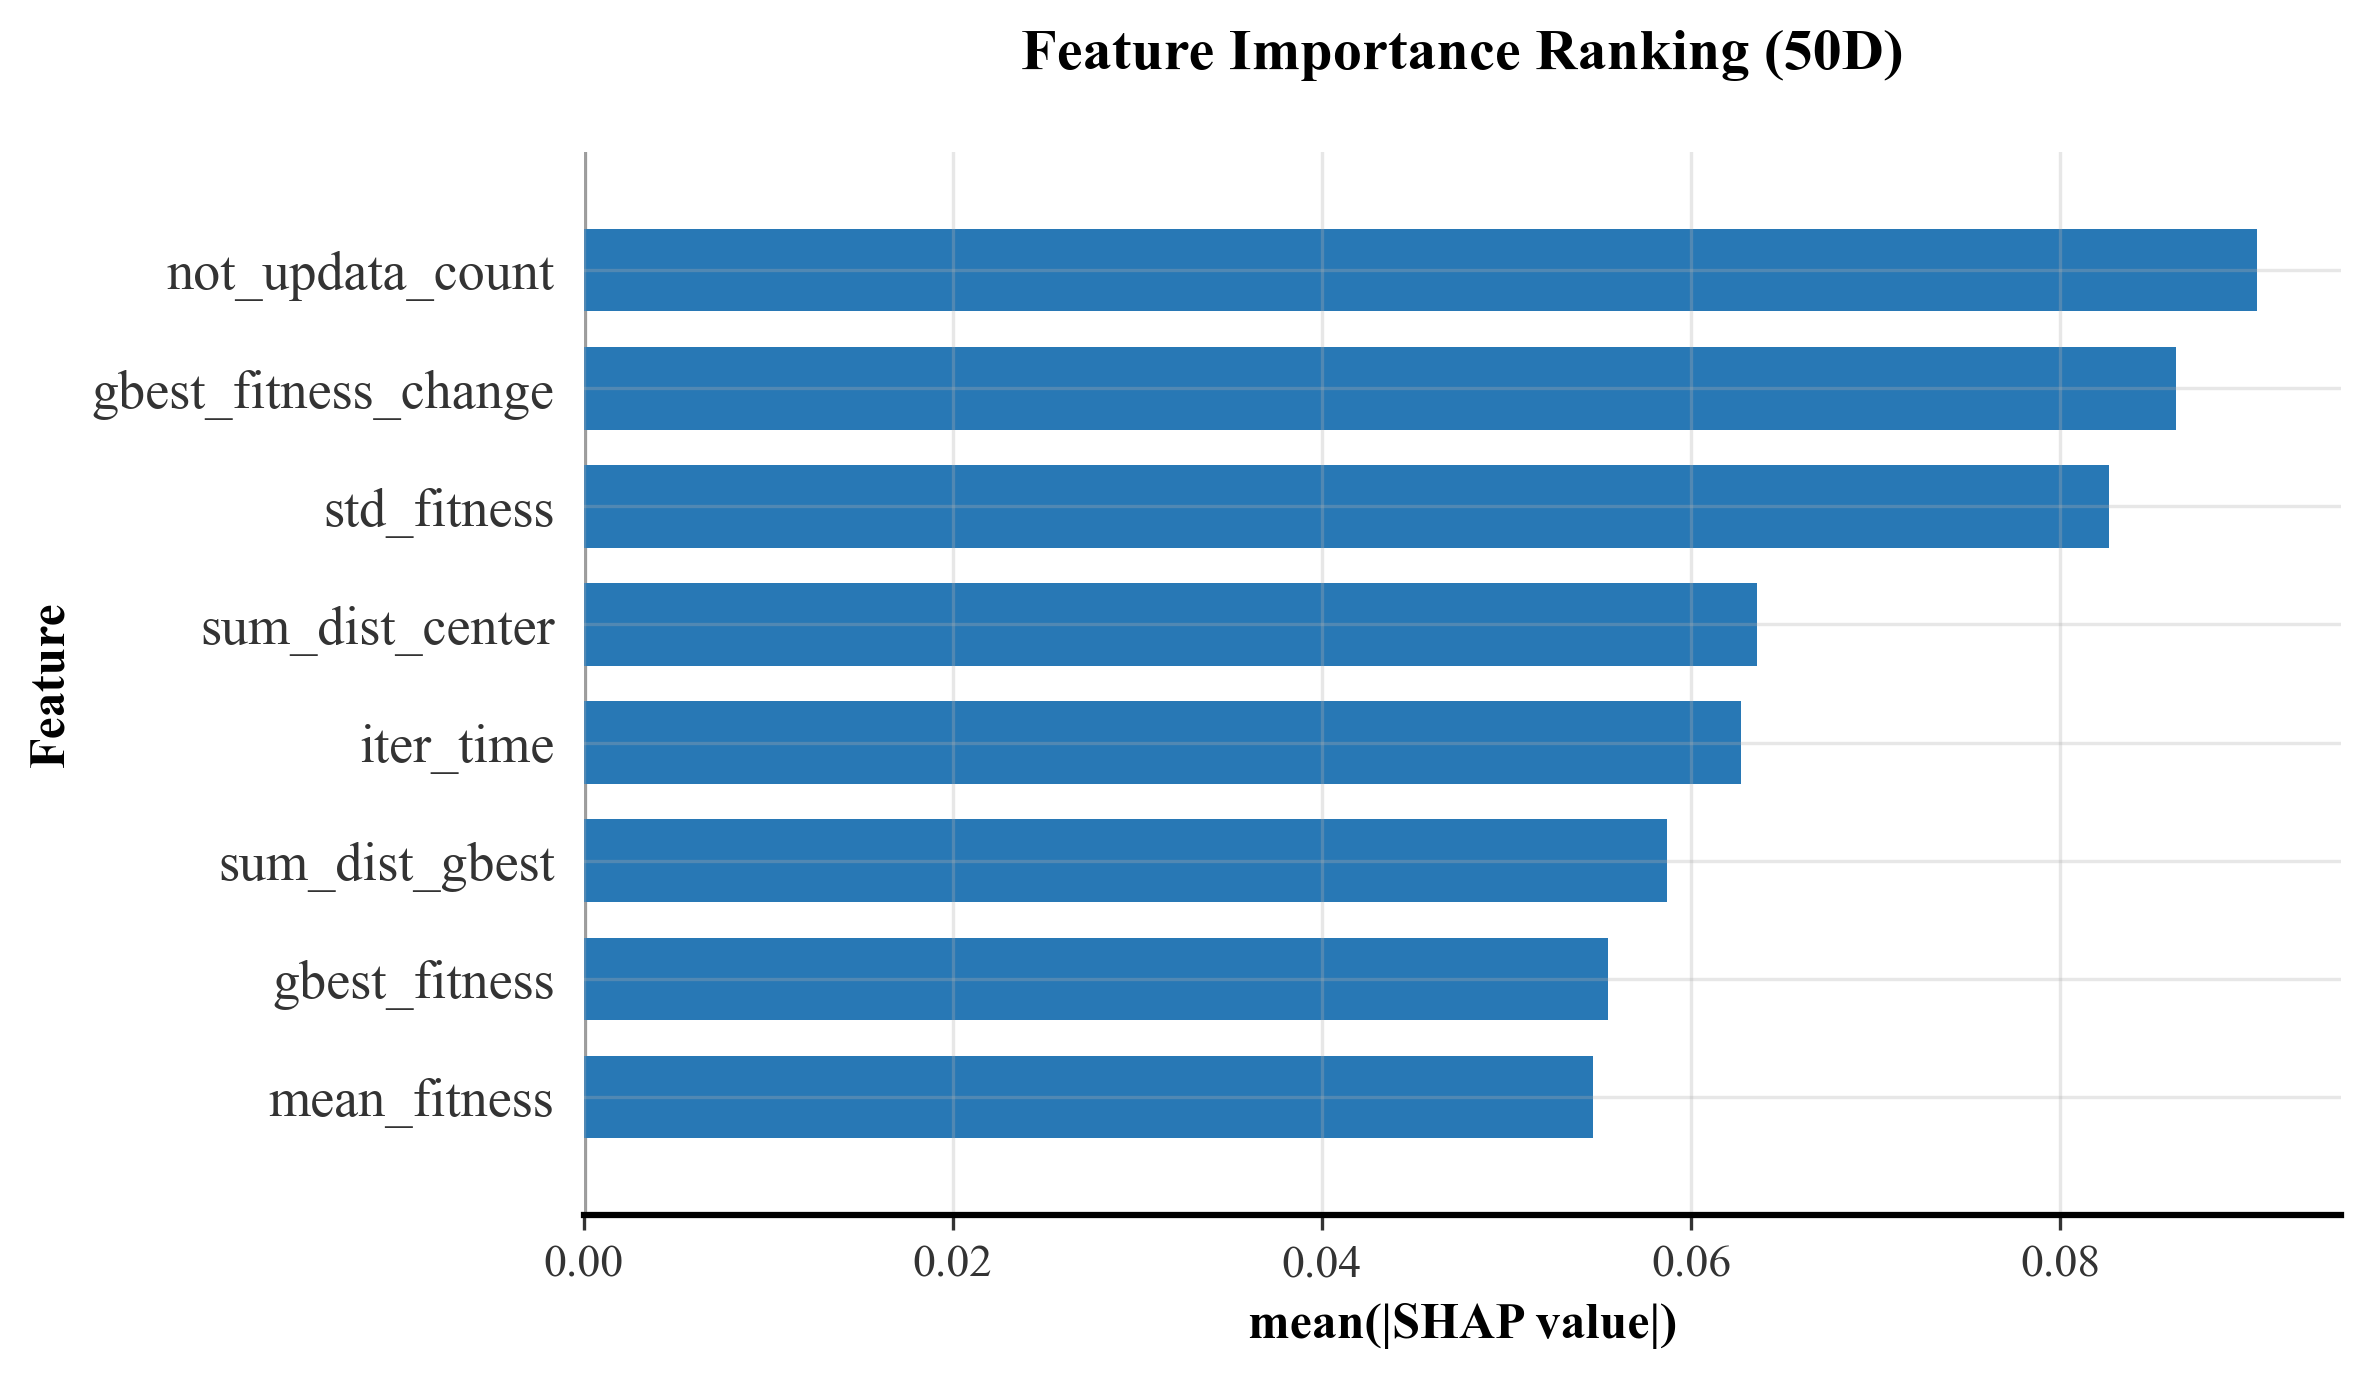 Feature Importance Ranking (50D)
Feature
not_updata_count
gbest_fitness_change
std_fitness
sum_dist_center
iter_time
sum_dist_gbest
gbest_fitness
mean_fitness
0.00 0.02 0.04 0.06 0.08
mean(|SHAP value|)